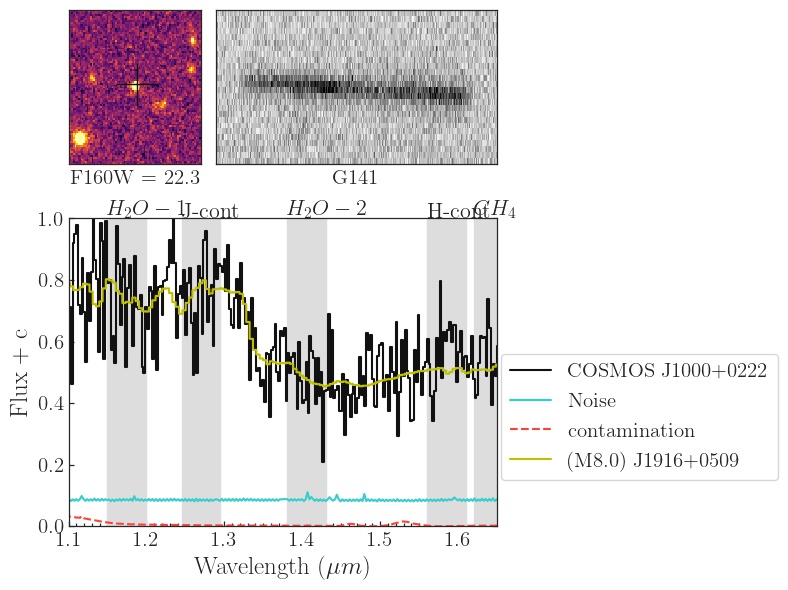 F160W = 22.3
G141
H2O − 1
J-cont
H2O − 2
H-cont
CH4
1.0
0.8
0.6
0.4
0.2
0.0
Flux + c
1.1
1.2
1.3
1.4
1.5
1.6
Wavelength (μm)
COSMOS J1000+0222
Noise
contamination
(M8.0) J1916+0509